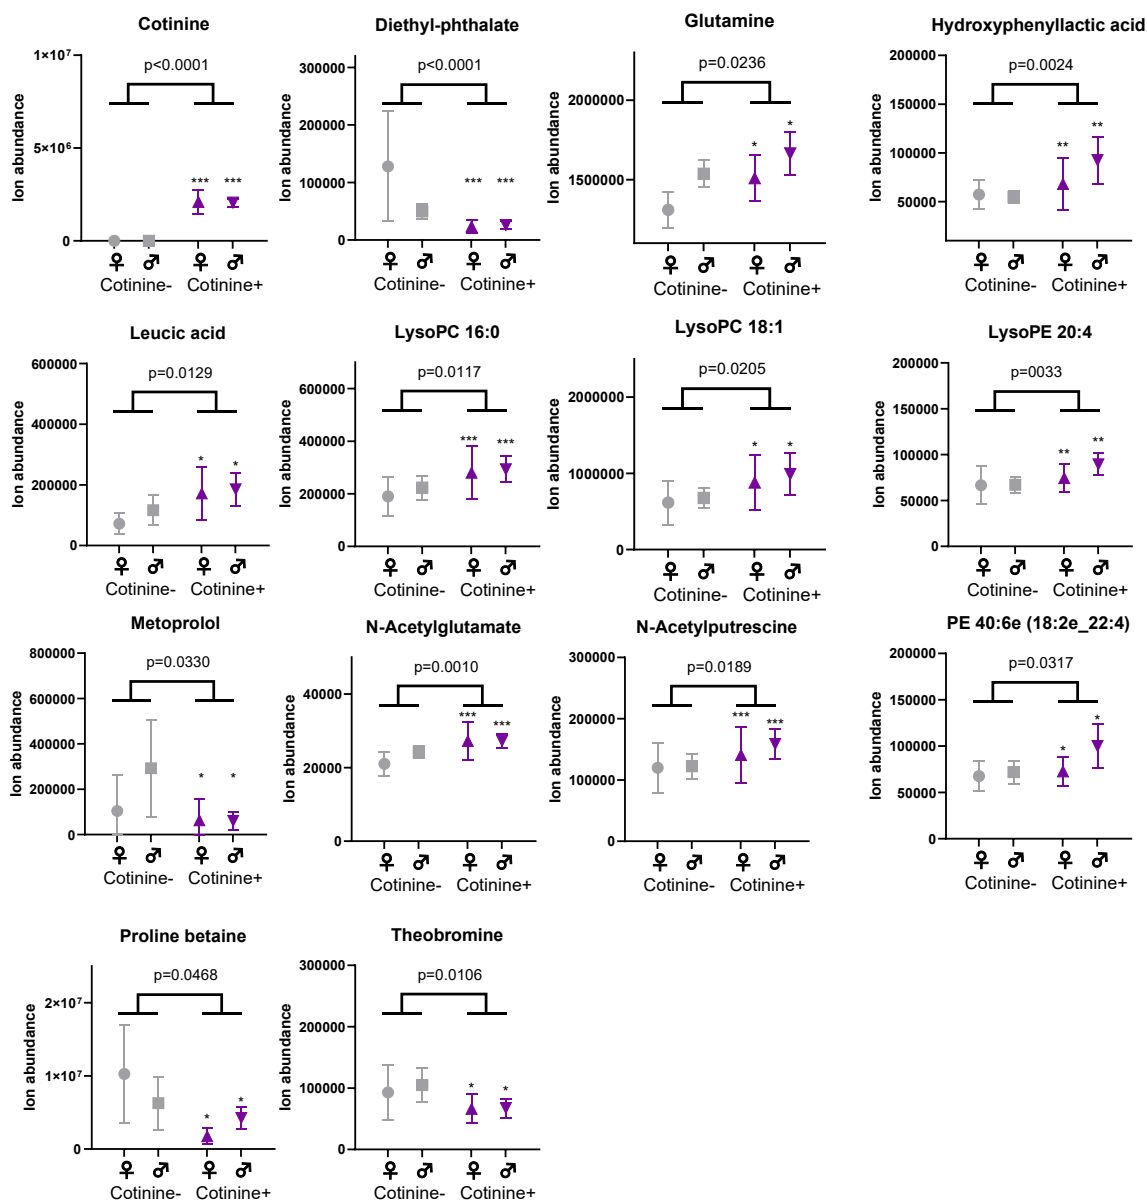 Cotinine
Ion abundance
1×10⁷
5×10⁶
0
p<0.0001
*** ***
♀ ♂ ♀ ♂
Cotinine- Cotinine+
Diethyl-phthalate
Ion abundance
300000
200000
100000
0
p<0.0001
*** ***
♀ ♂ ♀ ♂
Cotinine- Cotinine+
Glutamine
Ion abundance
2000000
1500000
p=0.0236
* *
♀ ♂ ♀ ♂
Cotinine- Cotinine+
Hydroxyphenyllactic acid
Ion abundance
200000
150000
100000
50000
0
p=0.0024
** **
♀ ♂ ♀ ♂
Cotinine- Cotinine+
Leucic acid
Ion abundance
600000
400000
200000
0
p=0.0129
* *
♀ ♂ ♀ ♂
Cotinine- Cotinine+
LysoPC 16:0
Ion abundance
600000
400000
200000
0
p=0.0117
*** ***
♀ ♂ ♀ ♂
Cotinine- Cotinine+
LysoPC 18:1
Ion abundance
2000000
1000000
0
p=0.0205
* *
♀ ♂ ♀ ♂
Cotinine- Cotinine+
LysoPE 20:4
Ion abundance
200000
150000
100000
50000
0
p=0033
** **
♀ ♂ ♀ ♂
Cotinine- Cotinine+
Metoprolol
Ion abundance
800000
600000
400000
200000
0
p=0.0330
* *
♀ ♂ ♀ ♂
Cotinine- Cotinine+
N-Acetylglutamate
Ion abundance
40000
20000
0
p=0.0010
*** ***
♀ ♂ ♀ ♂
Cotinine- Cotinine+
N-Acetylputrescine
Ion abundance
300000
200000
100000
0
p=0.0189
*** ***
♀ ♂ ♀ ♂
Cotinine- Cotinine+
PE 40:6e (18:2e_22:4)
Ion abundance
200000
150000
100000
50000
0
p=0.0317
* *
♀ ♂ ♀ ♂
Cotinine- Cotinine+
Proline betaine
Ion abundance
2×10⁷
1×10⁷
0
p=0.0468
* *
♀ ♂ ♀ ♂
Cotinine- Cotinine+
Theobromine
Ion abundance
300000
200000
100000
0
p=0.0106
* *
♀ ♂ ♀ ♂
Cotinine- Cotinine+